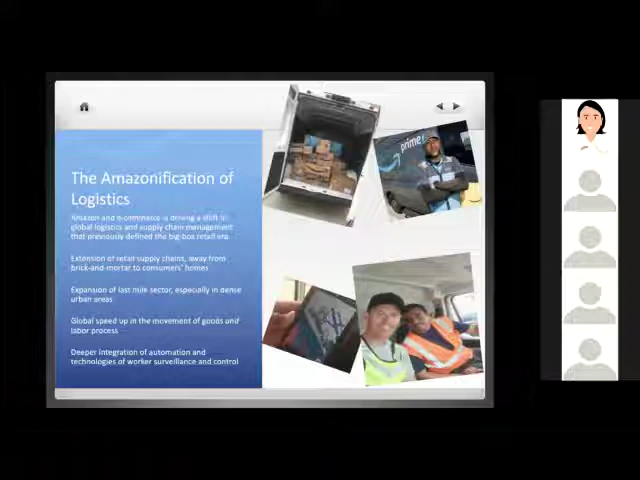 The Amazonification of
Logistics
Amazon and e-commerce is driving a shift in
global logistics and supply chain management
that previously defined the big-box retail era
Extension of retail supply chains, away from
brick-and-mortar to consumers' homes
Expansion of last mile sector, especially in dense
urban areas
Global speed up in the movement of goods and
labor process
Deeper integration of automation and
technologies of worker surveillance and control
prime